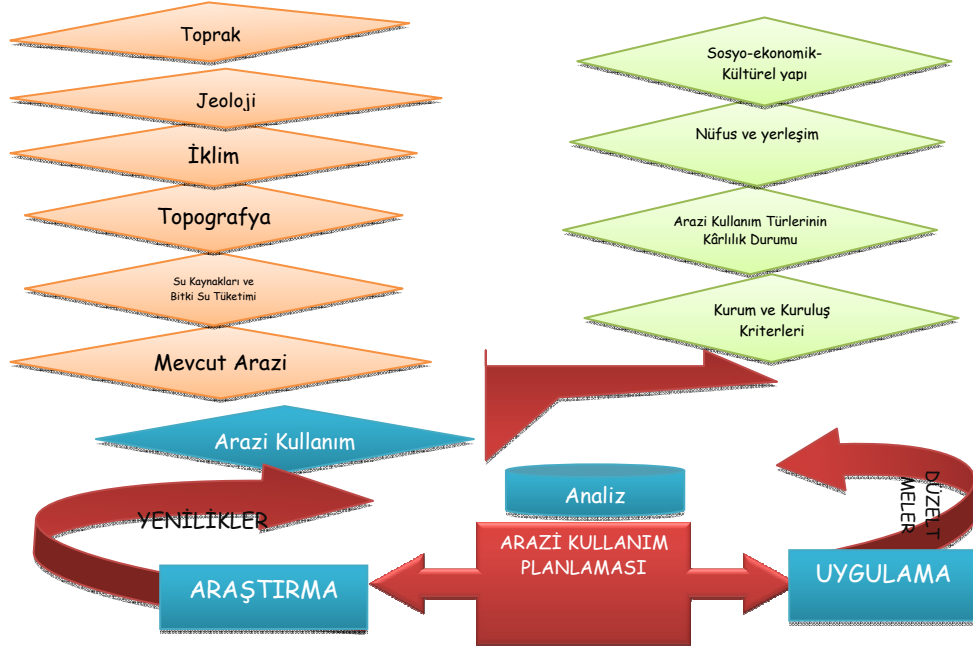 Toprak
Jeoloji
İklim
Topografya
Su Kaynakları ve
Bitki Su Tüketimi
Mevcut Arazi
Arazi Kullanım
Sosyo-ekonomik-
Kültürel yapı
Nüfus ve yerleşim
Arazi Kullanım Türlerinin
Kârlılık Durumu
Kurum ve Kuruluş
Kriterleri
Analiz
YENİLİKLER
DÜZELT
MELER
ARAZİ KULLANIM
PLANLAMASI
ARAŞTIRMA
UYGULAMA